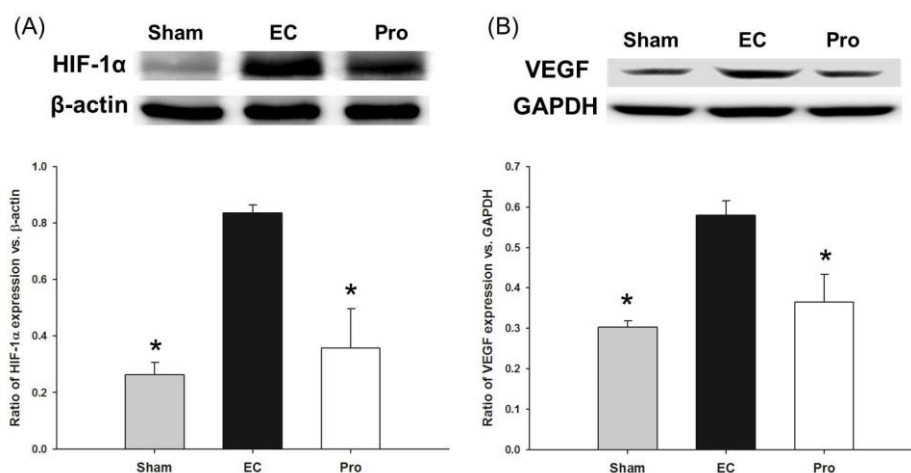 (A)
Sham EC Pro
HIF-1α
β-actin
Ratio of HIF-1α expression vs. β-actin
1.0
0.8
0.6
0.4
0.2
0.0
*
*
Sham EC Pro
(B)
Sham EC Pro
VEGF
GAPDH
Ratio of VEGF expression vs. GAPDH
0.7
0.6
0.5
0.4
0.3
0.2
0.1
0.0
*
*
Sham EC Pro